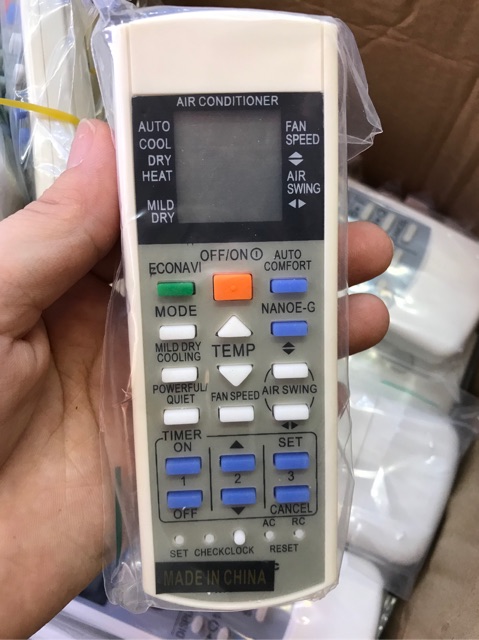 AIR CONDITIONER
AUTO
COOL
DRY
HEAT
MILD
DRY
FAN
SPEED
AIR
SWING
OFF/ON
ECONAVI
AUTO
COMFORT
MODE
NANOE-G
MILD DRY
COOLING
TEMP
POWERFUL/
QUIET
FAN SPEED
AIR SWING
TIMER
ON
SET
1
2
3
OFF
CANCEL
AC
RC
SET
CHECK
CLOCK
RESET
MADE IN CHINA